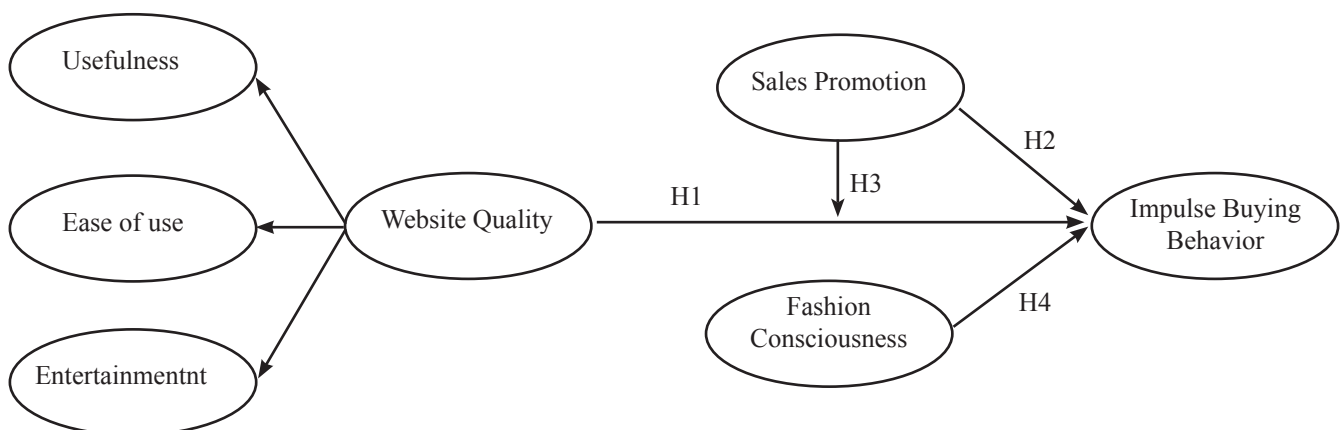 Usefulness
Sales Promotion
H2
H3
Ease of use
Website Quality
H1
Impulse Buying
Behavior
Fashion
Consciousness
H4
Entertainmentnt